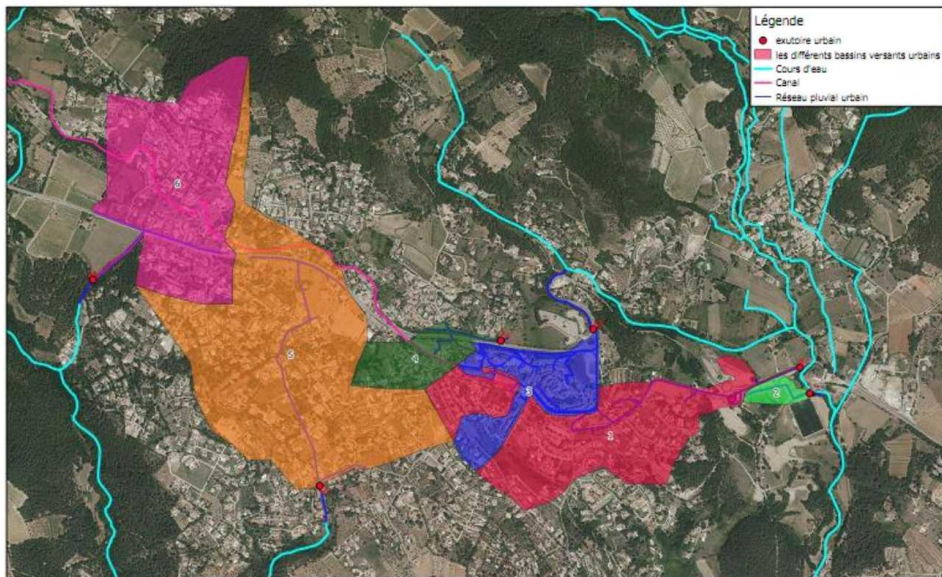 Légende
exutoire urbain
les différents bassins versants urbains
Cours d'eau
Canal
Réseau pluvial urbain
6
5
4
3
1
2